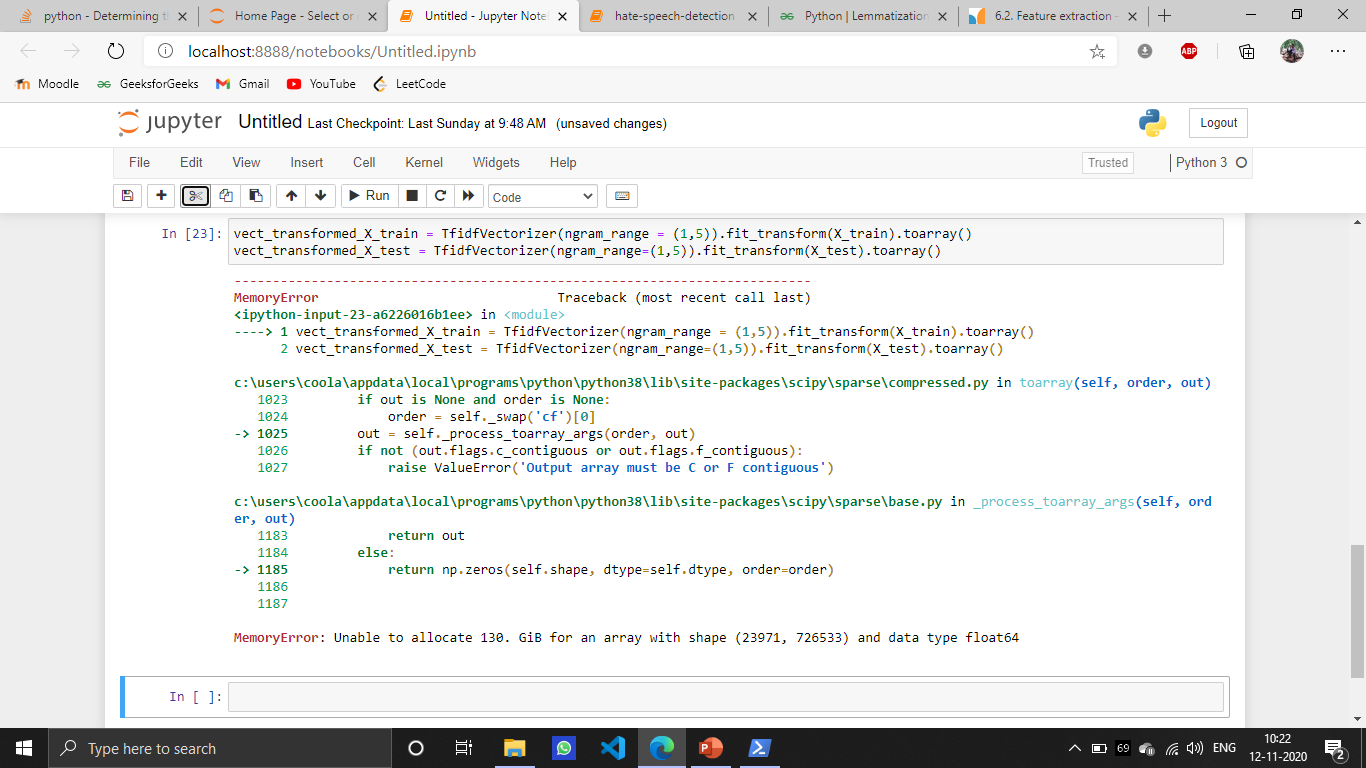 python - Determining t
Home Page - Select or
Untitled - Jupyter Note
hate-speech-detection
Python | Lemmatization
6.2. Feature extraction
localhost:8888/notebooks/Untitled.ipynb
ABP
Moodle
GeeksforGeeks
Gmail
YouTube
LeetCode
jupyter Untitled Last Checkpoint: Last Sunday at 9:48 AM (unsaved changes)
Logout
File Edit View Insert Cell Kernel Widgets Help
Trusted
Python 3
Run
Code
In [23]: vect_transformed_X_train = TfidfVectorizer(ngram_range = (1,5)).fit_transform(X_train).toarray()
vect_transformed_X_test = TfidfVectorizer(ngram_range=(1,5)).fit_transform(X_test).toarray()
---------------------------------------------------------------------------
MemoryError Traceback (most recent call last)
<ipython-input-23-a6226016b1ee> in <module>
----> 1 vect_transformed_X_train = TfidfVectorizer(ngram_range = (1,5)).fit_transform(X_train).toarray()
2 vect_transformed_X_test = TfidfVectorizer(ngram_range=(1,5)).fit_transform(X_test).toarray()
c:\users\coola\appdata\local\programs\python\python38\lib\site-packages\scipy\sparse\compressed.py in toarray(self, order, out)
1023 if out is None and order is None:
1024 order = self._swap('cf')[0]
-> 1025 out = self._process_toarray_args(order, out)
1026 if not (out.flags.c_contiguous or out.flags.f_contiguous):
1027 raise ValueError('Output array must be C or F contiguous')
c:\users\coola\appdata\local\programs\python\python38\lib\site-packages\scipy\sparse\base.py in _process_toarray_args(self, ord
er, out)
1183 return out
1184 else:
-> 1185 return np.zeros(self.shape, dtype=self.dtype, order=order)
1186
1187
MemoryError: Unable to allocate 130. GiB for an array with shape (23971, 726533) and data type float64
In [ ]:
Type here to search
69
ENG
10:22
12-11-2020
2